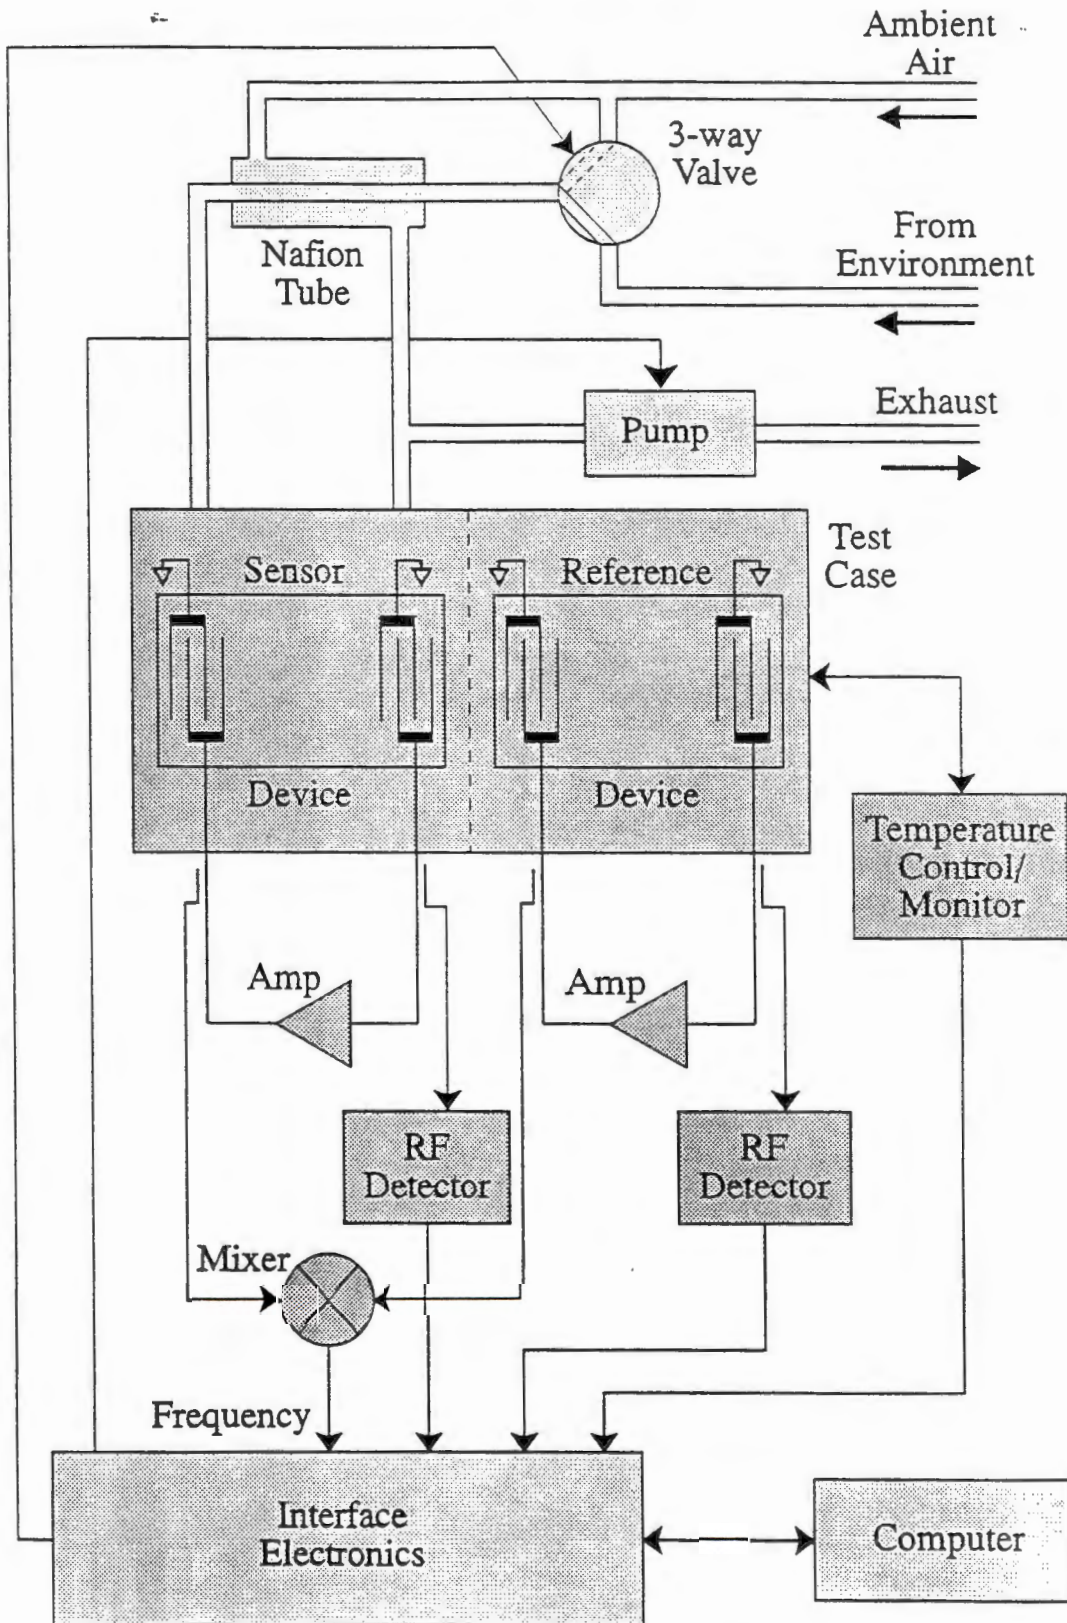 Ambient
Air
3-way
Valve
From
Environment
Nafion
Tube
Exhaust
Pump
Test
Case
Sensor
Reference
Device
Device
Temperature
Control/
Monitor
Amp
Amp
RF
Detector
RF
Detector
Mixer
Frequency
Interface
Electronics
Computer